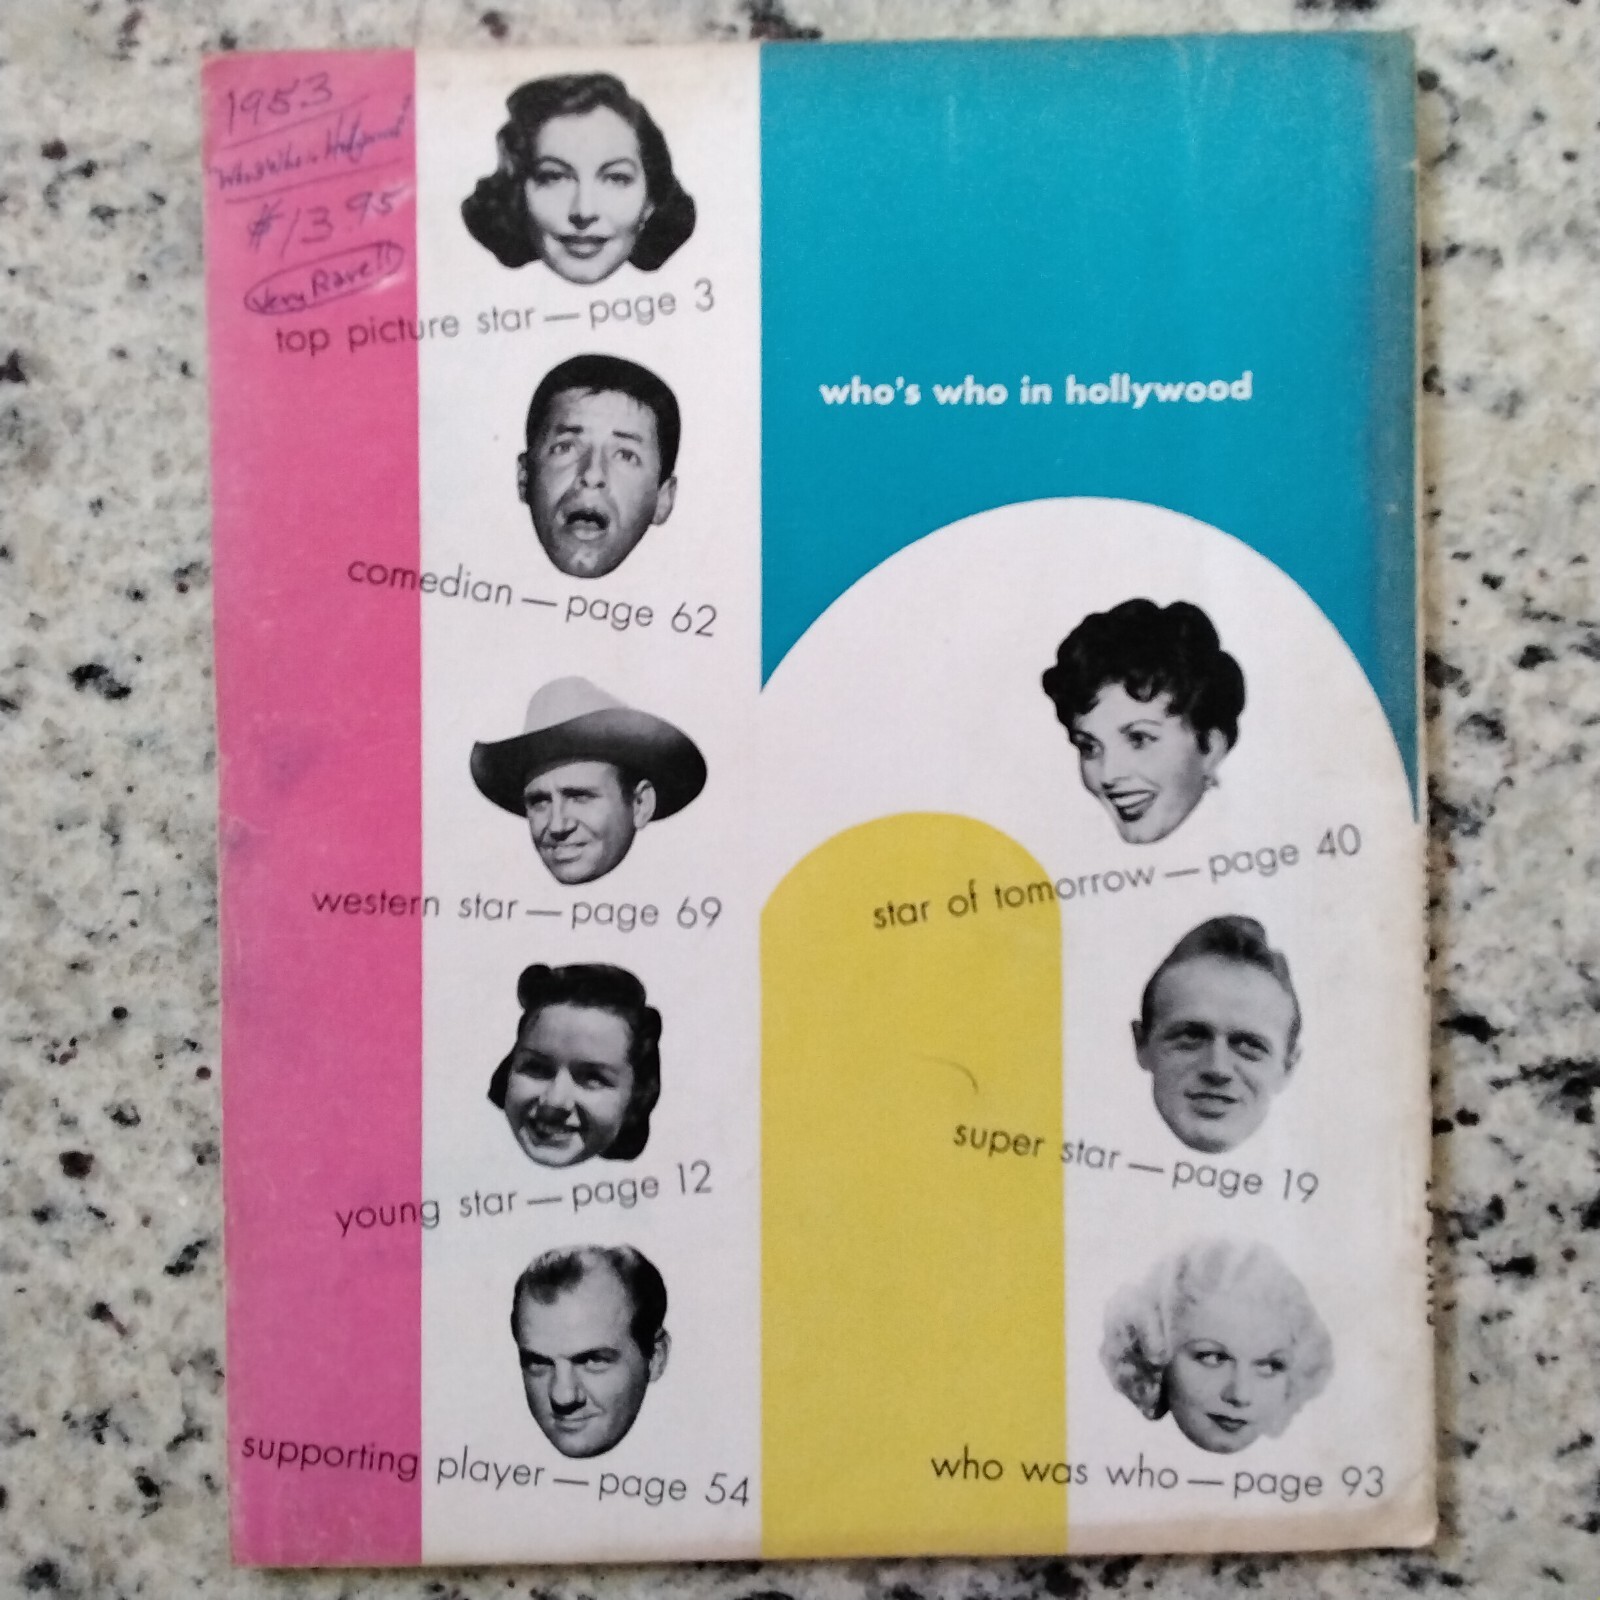 1953
"Who's Who in Hollywood"
$13.95
Very Rare!!
top picture star — page 3
comedian — page 62
western star — page 69
young star — page 12
supporting player — page 54
who's who in hollywood
star of tomorrow — page 40
super star — page 19
who was who — page 93